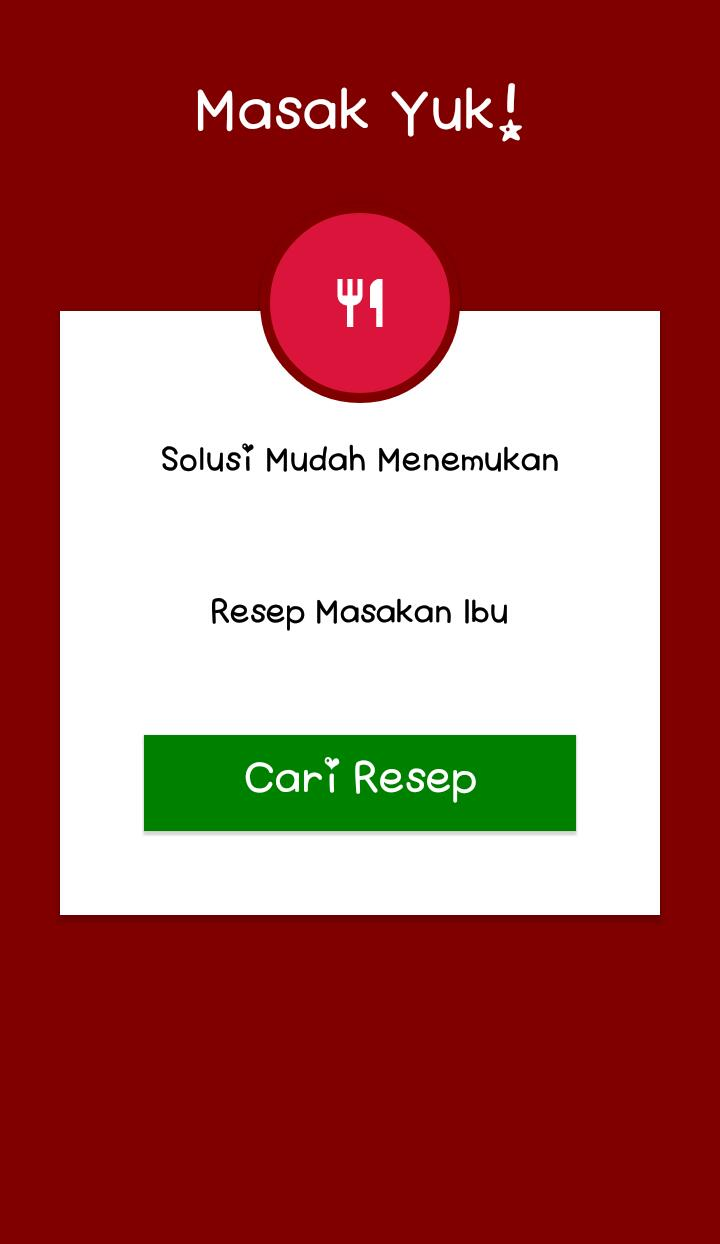 Masak Yuk!
Solusi Mudah Menemukan
Resep Masakan Ibu
Cari Resep